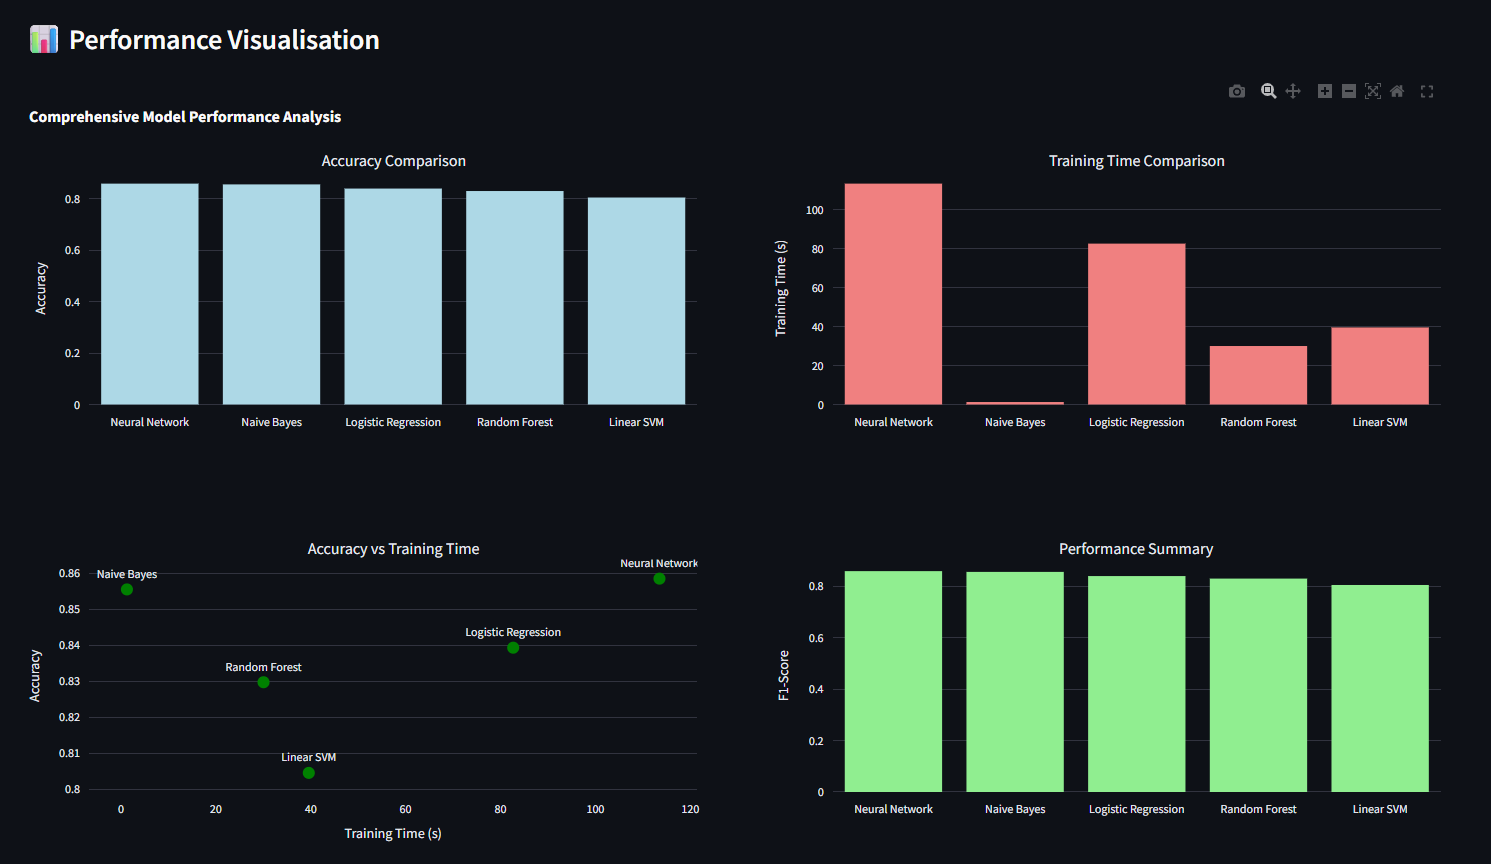 Performance Visualisation
Comprehensive Model Performance Analysis
Accuracy Comparison
Accuracy
0.8
0.6
0.4
0.2
0
Neural Network Naive Bayes Logistic Regression Random Forest Linear SVM
Training Time Comparison
Training Time (s)
100
80
60
40
20
0
Neural Network Naive Bayes Logistic Regression Random Forest Linear SVM
Accuracy vs Training Time
Accuracy
0.86
0.85
0.84
0.83
0.82
0.81
0.8
Neural Network
Naive Bayes
Logistic Regression
Random Forest
Linear SVM
0 20 40 60 80 100 120
Training Time (s)
Performance Summary
F1-Score
0.8
0.6
0.4
0.2
0
Neural Network Naive Bayes Logistic Regression Random Forest Linear SVM